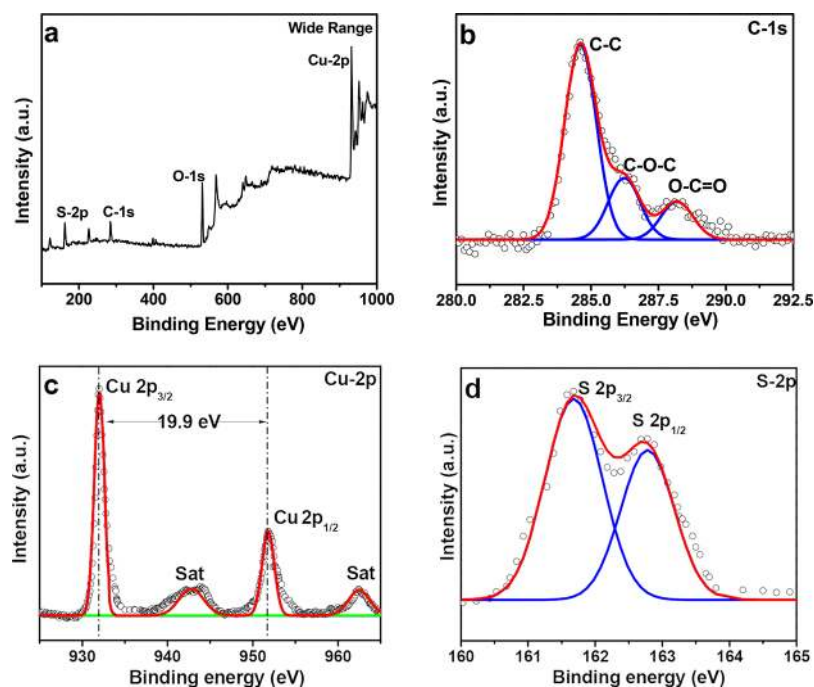 a
Wide Range
Cu-2p
O-1s
S-2p
C-1s
Intensity (a.u.)
200 400 600 800 1000
Binding Energy (eV)
b
C-1s
C-C
C-O-C
O-C=O
Intensity (a.u.)
280.0 282.5 285.0 287.5 290.0 292.5
Binding Energy (eV)
c
Cu-2p
Cu 2p3/2
19.9 eV
Cu 2p1/2
Sat
Sat
Intensity (a.u.)
930 940 950 960
Binding energy (eV)
d
S-2p
S 2p3/2
S 2p1/2
Intensity (a.u.)
160 161 162 163 164 165
Binding energy (eV)